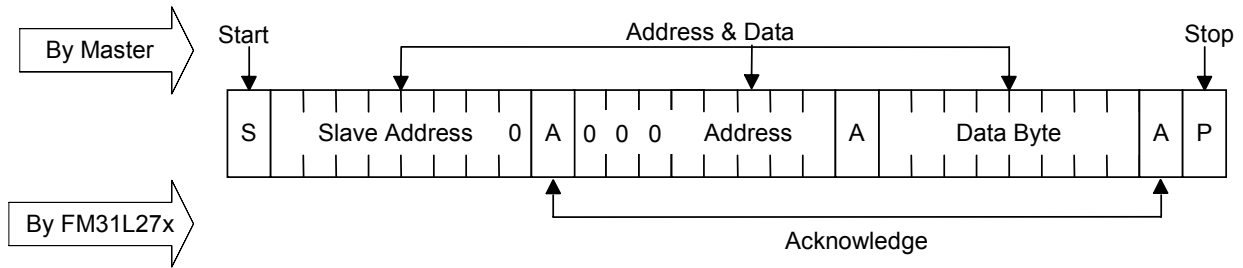 By Master
Start
Address & Data
Stop
S Slave Address 0 A 0 0 0 Address A Data Byte A P
By FM31L27x
Acknowledge